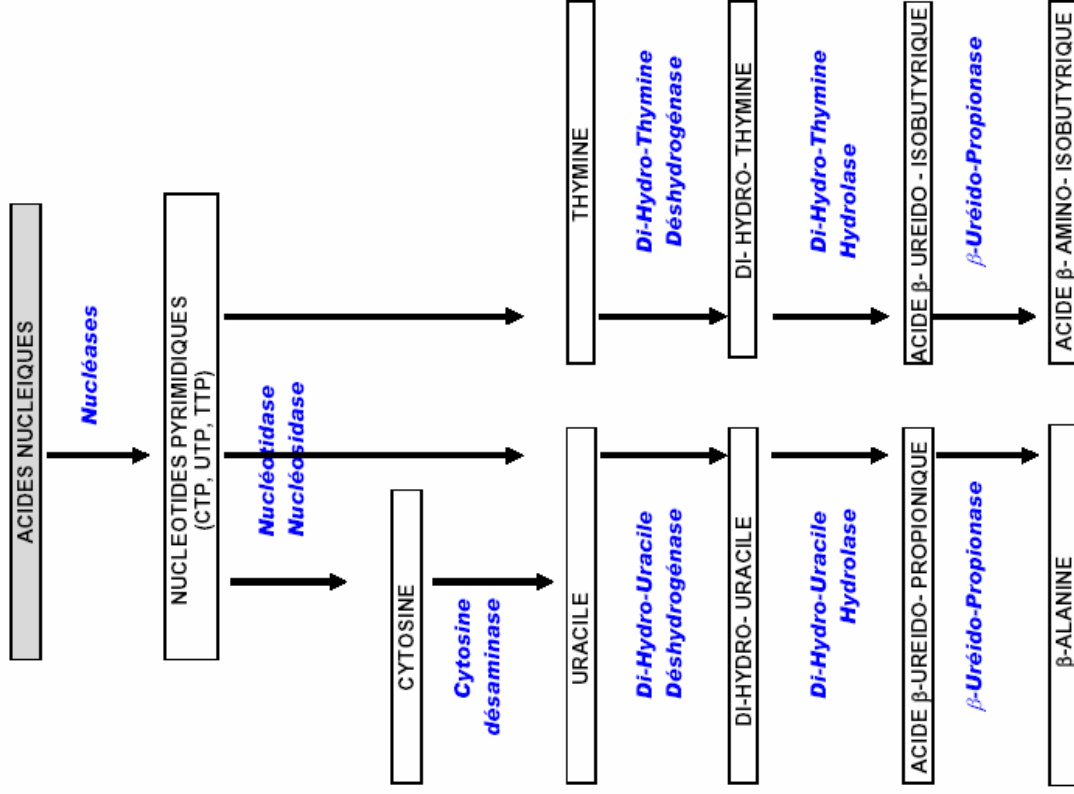 ACIDES NUCLEIQUES
Nucléases
NUCLEOTIDES PYRIMIDIQUES
(CTP, UTP, TTP)
Nucléotidase
Nucléosidase
CYTOSINE
Cytosine
désaminase
URACILE
Di-Hydro-Uracile
Déshydrogénase
DI-HYDRO- URACILE
Di-Hydro-Uracile
Hydrolase
ACIDE β-UREIDO- PROPIONIQUE
β-Uréido-Propionase
β-ALANINE
THYMINE
Di-Hydro-Thymine
Déshydrogénase
DI- HYDRO- THYMINE
Di-Hydro-Thymine
Hydrolase
ACIDE β- UREIDO - ISOBUTYRIQUE
β-Uréido-Propionase
ACIDE β- AMINO- ISOBUTYRIQUE